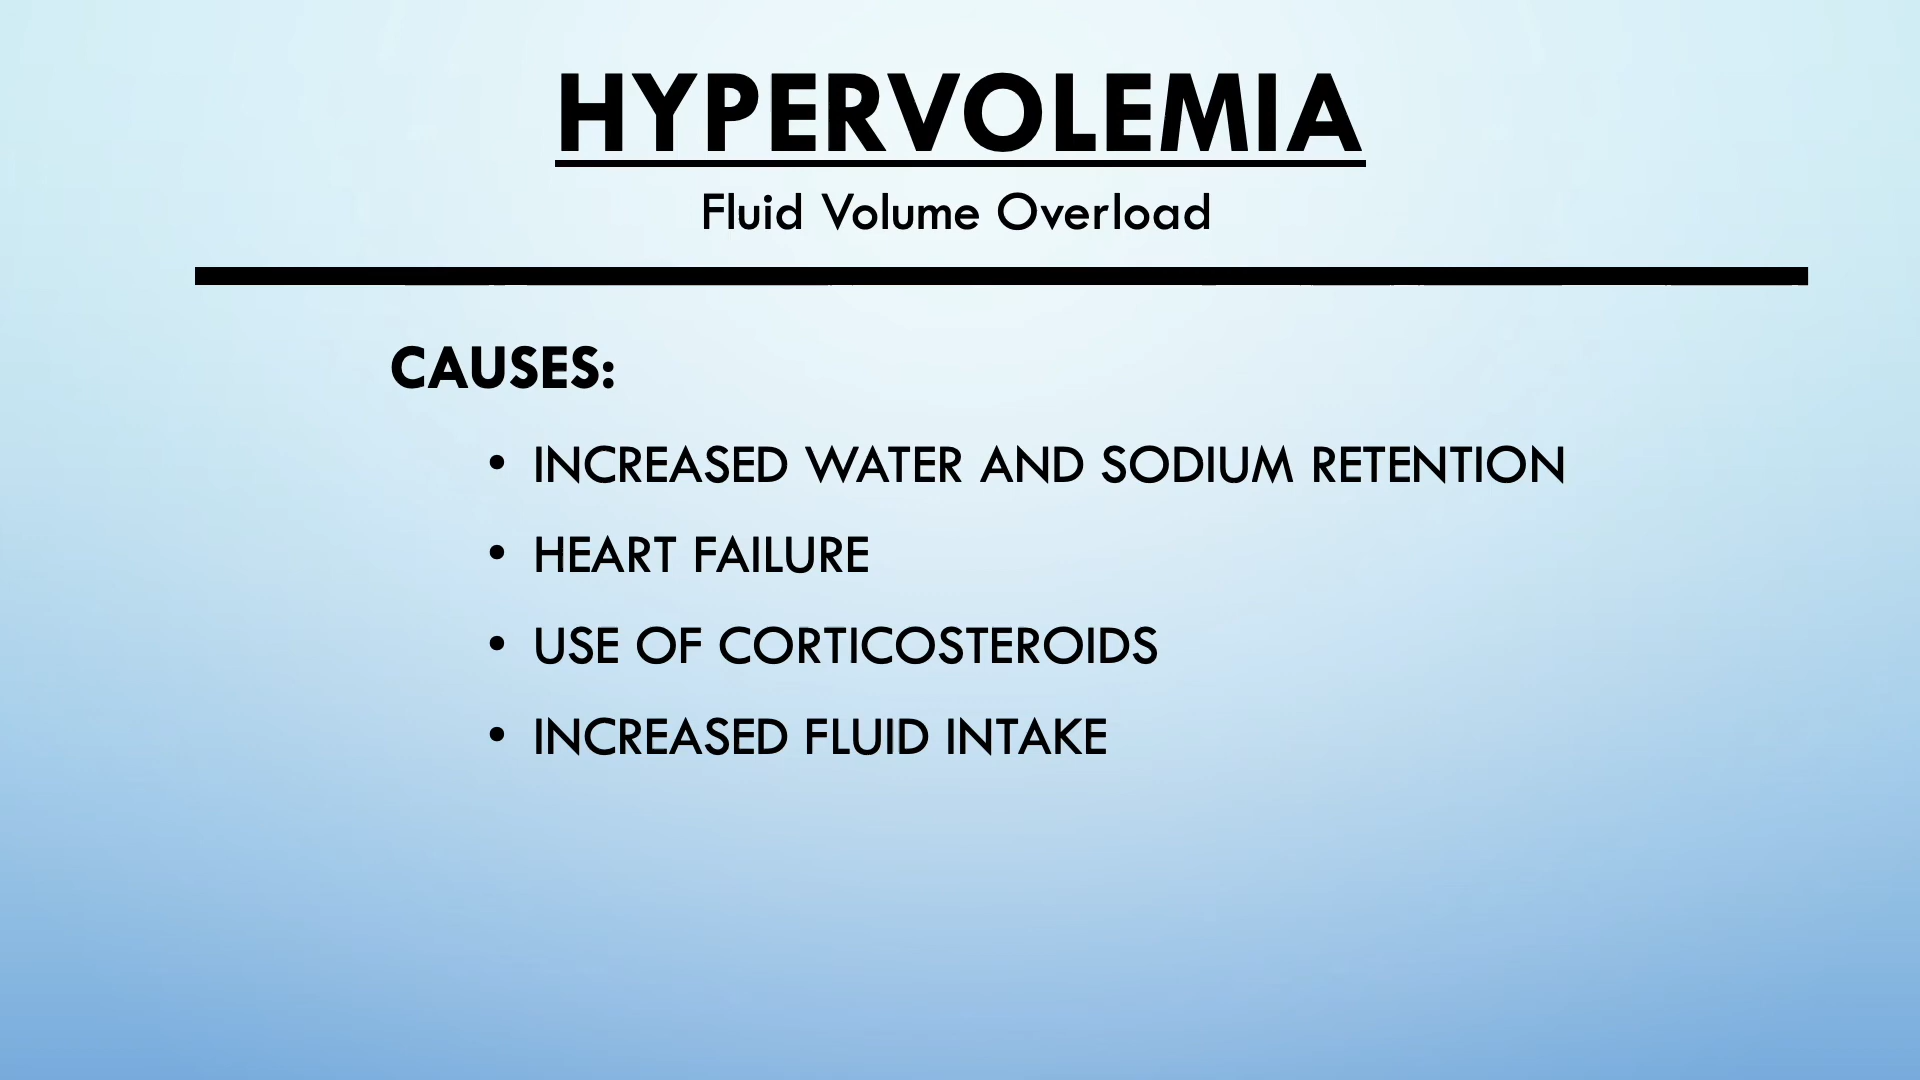 HYPERVOLEMIA
Fluid Volume Overload
CAUSES:
• INCREASED WATER AND SODIUM RETENTION
• HEART FAILURE
• USE OF CORTICOSTEROIDS
• INCREASED FLUID INTAKE